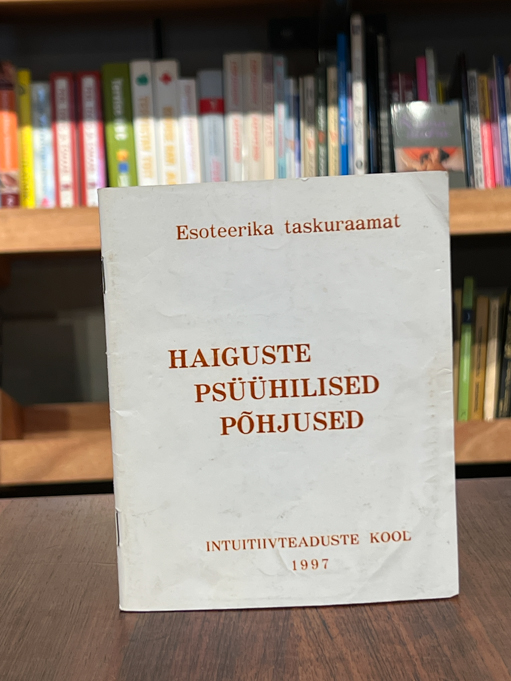 Esoteerika taskuraamat
HAIGUSTE
PSÜÜHILISED
PÕHJUSED
INTUITIIVTEADUSTE KOOL
1997